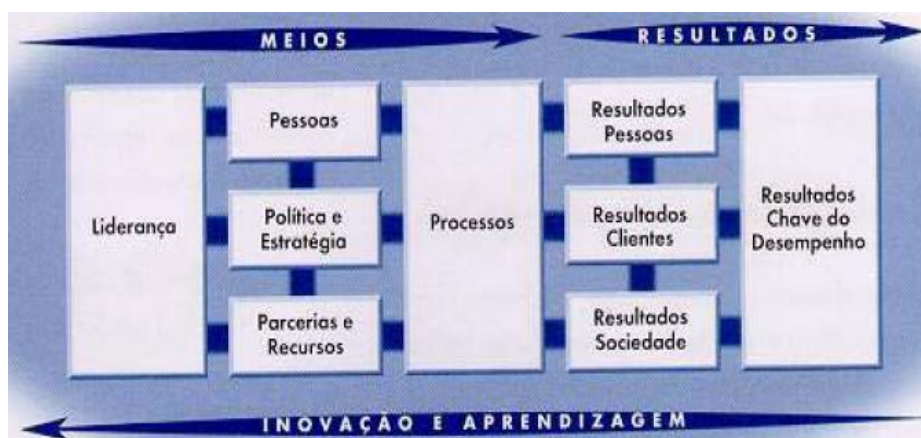 MEIOS
RESULTADOS
Liderança
Pessoas
Política e
Estratégia
Parcerias e
Recursos
Processos
Resultados
Pessoas
Resultados
Clientes
Resultados
Sociedade
Resultados
Chave do
Desempenho
INOVAÇÃO E APRENDIZAGEM